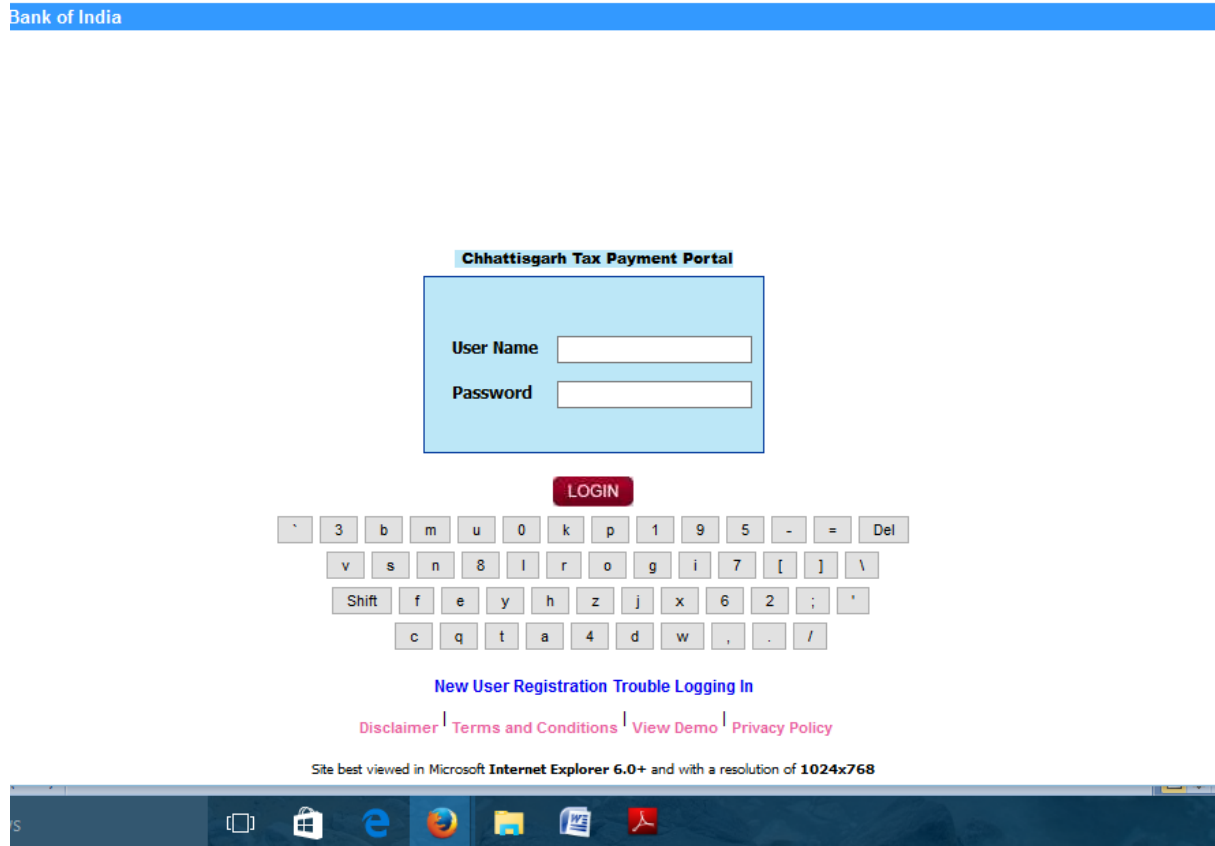 Bank of India
Chhattisgarh Tax Payment Portal
User Name
Password
LOGIN
` 3 b m u 0 k p 1 9 5 - = Del
v s n 8 l r o g i 7 [ ] \
Shift f e y h z j x 6 2 ; '
c q t a 4 d w , . /
New User Registration Trouble Logging In
Disclaimer | Terms and Conditions | View Demo | Privacy Policy
Site best viewed in Microsoft Internet Explorer 6.0+ and with a resolution of 1024x768